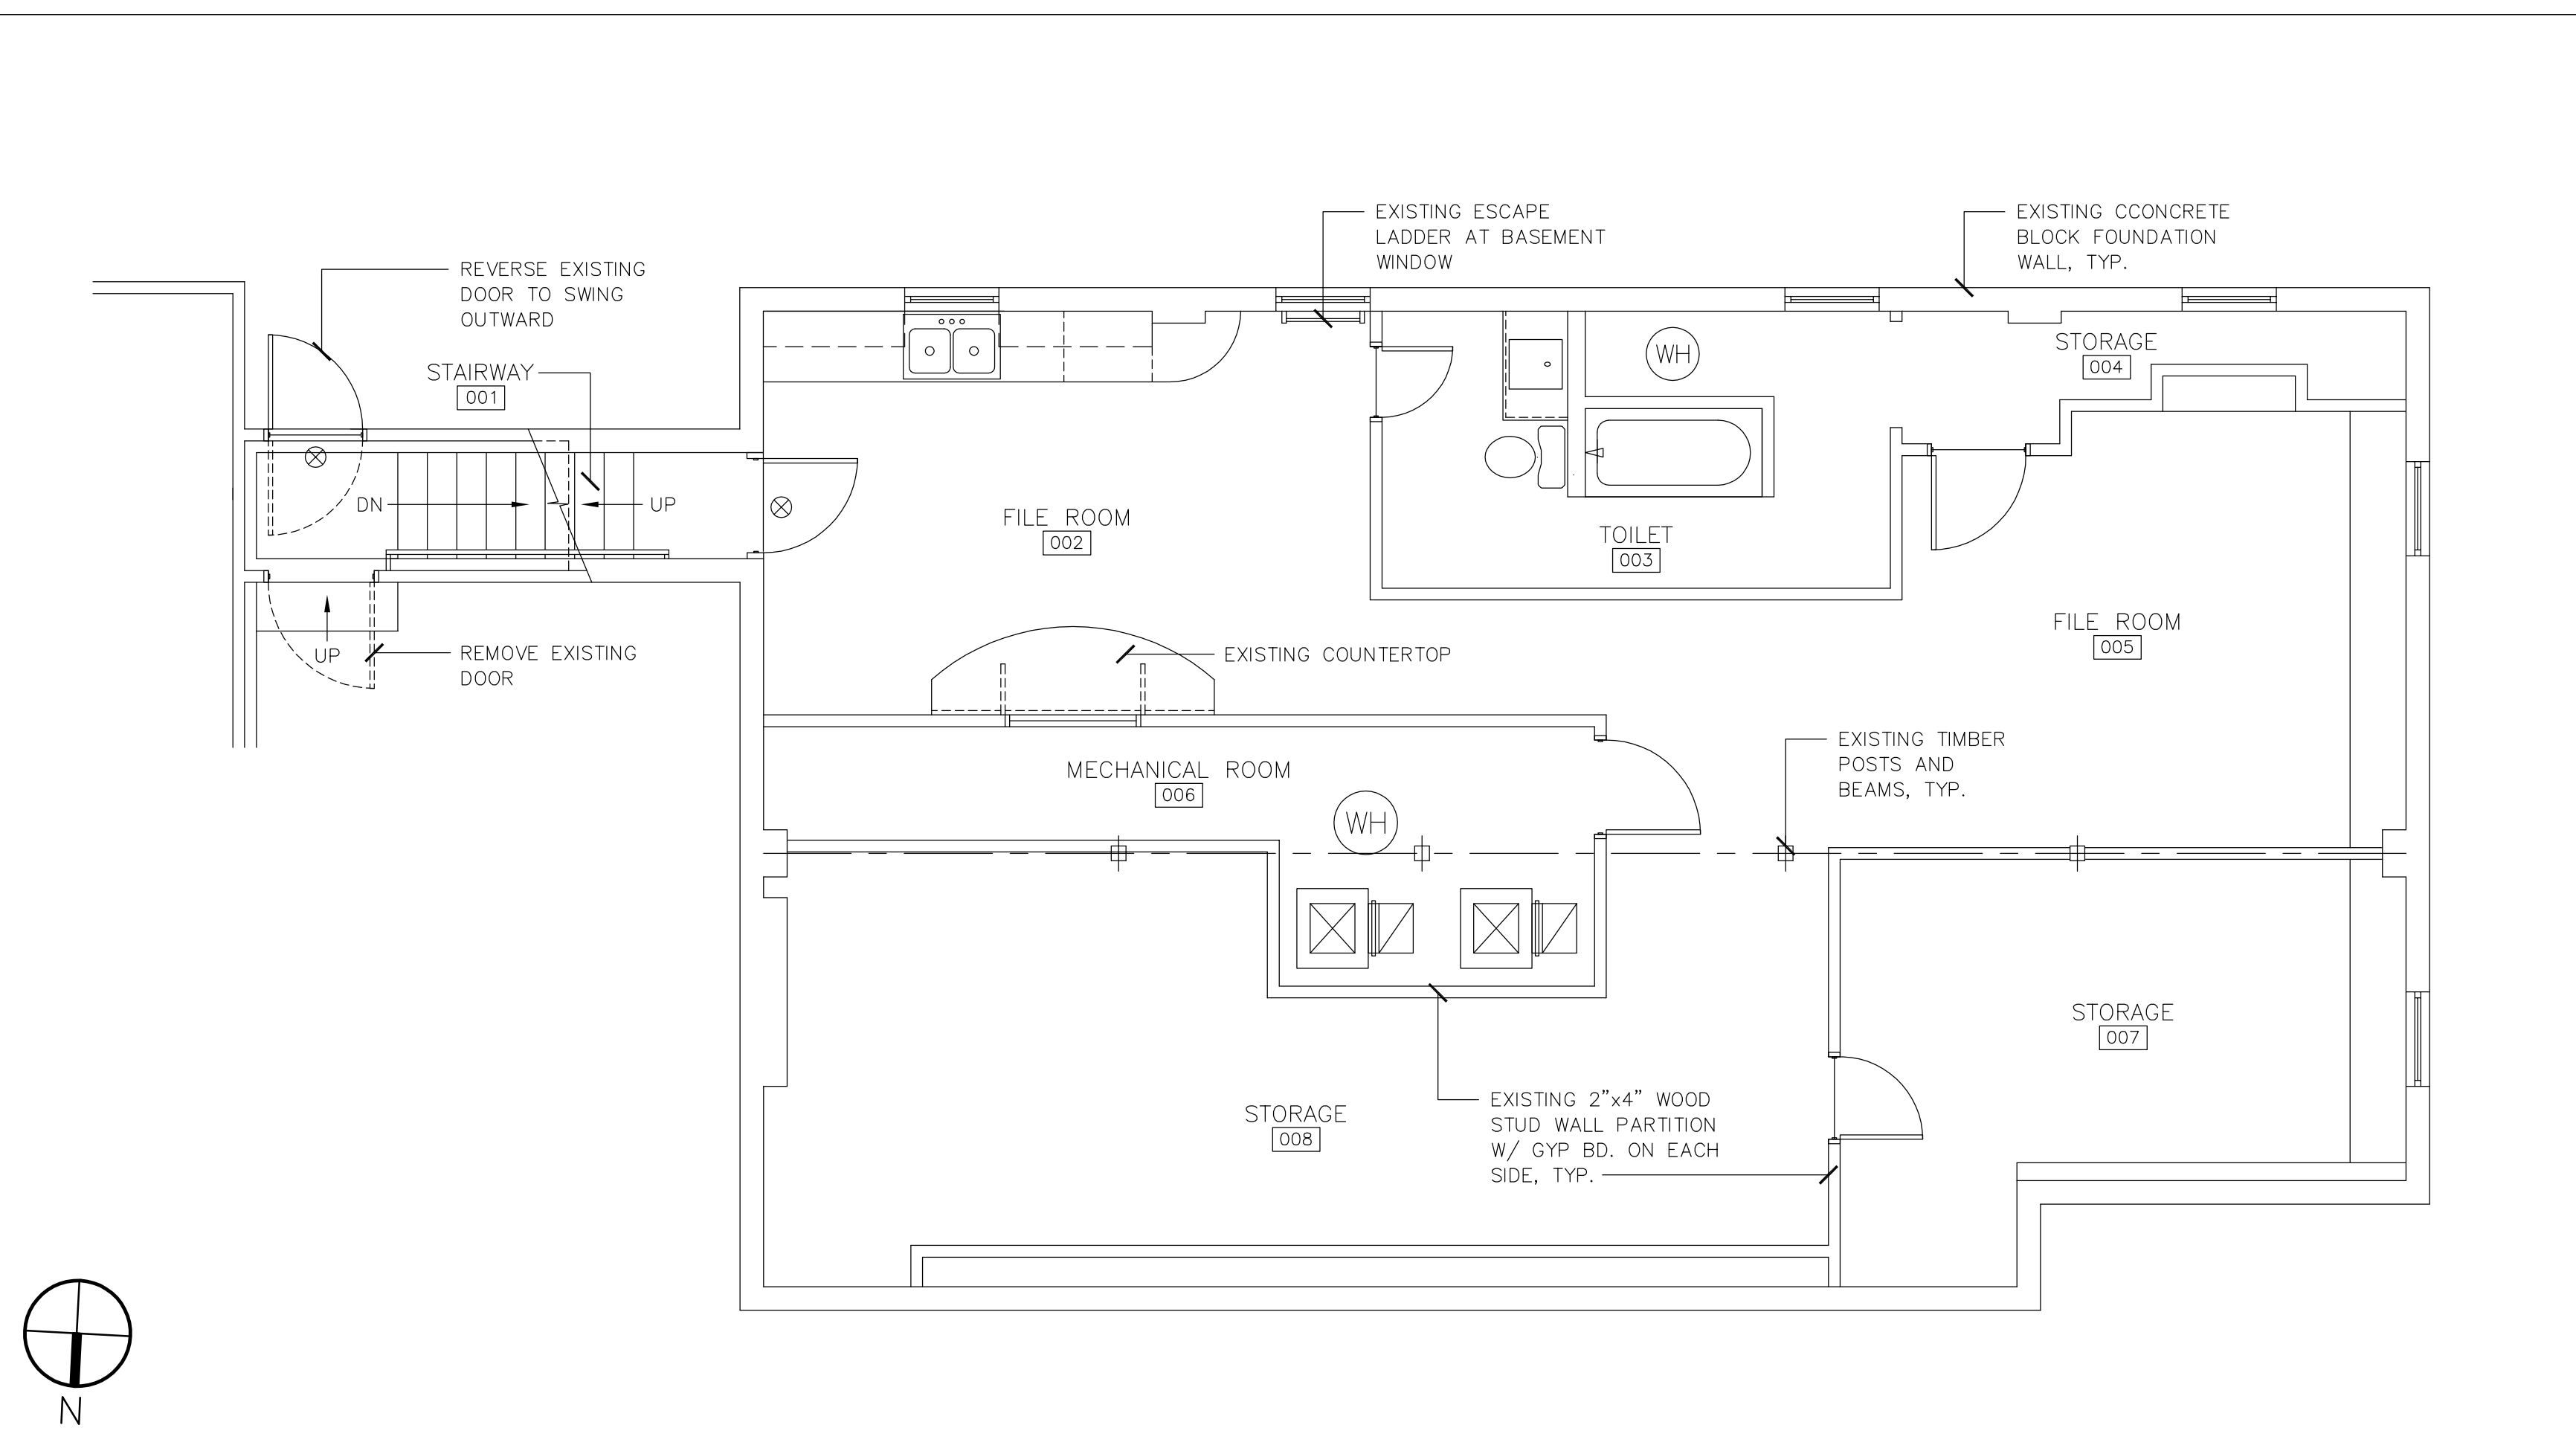 EXISTING ESCAPE
LADDER AT BASEMENT
WINDOW
EXISTING CCONCRETE
BLOCK FOUNDATION
WALL, TYP.
REVERSE EXISTING
DOOR TO SWING
OUTWARD
STAIRWAY
001
STORAGE
004
WH
DN
UP
FILE ROOM
002
TOILET
003
FILE ROOM
005
UP
REMOVE EXISTING
DOOR
EXISTING COUNTERTOP
EXISTING TIMBER
POSTS AND
BEAMS, TYP.
MECHANICAL ROOM
006
WH
STORAGE
007
STORAGE
008
EXISTING 2”x4” WOOD
STUD WALL PARTITION
W/ GYP BD. ON EACH
SIDE, TYP.
N